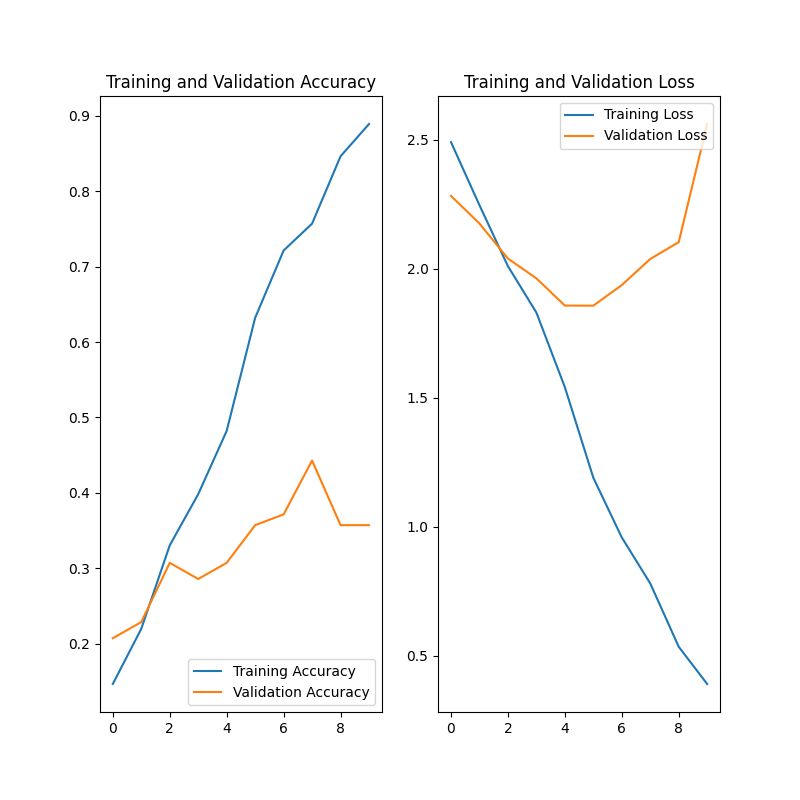 Training and Validation Accuracy
0.9
0.8
0.7
0.6
0.5
0.4
0.3
0.2
0 2 4 6 8
Training Accuracy
Validation Accuracy
Training and Validation Loss
2.5
2.0
1.5
1.0
0.5
0 2 4 6 8
Training Loss
Validation Loss